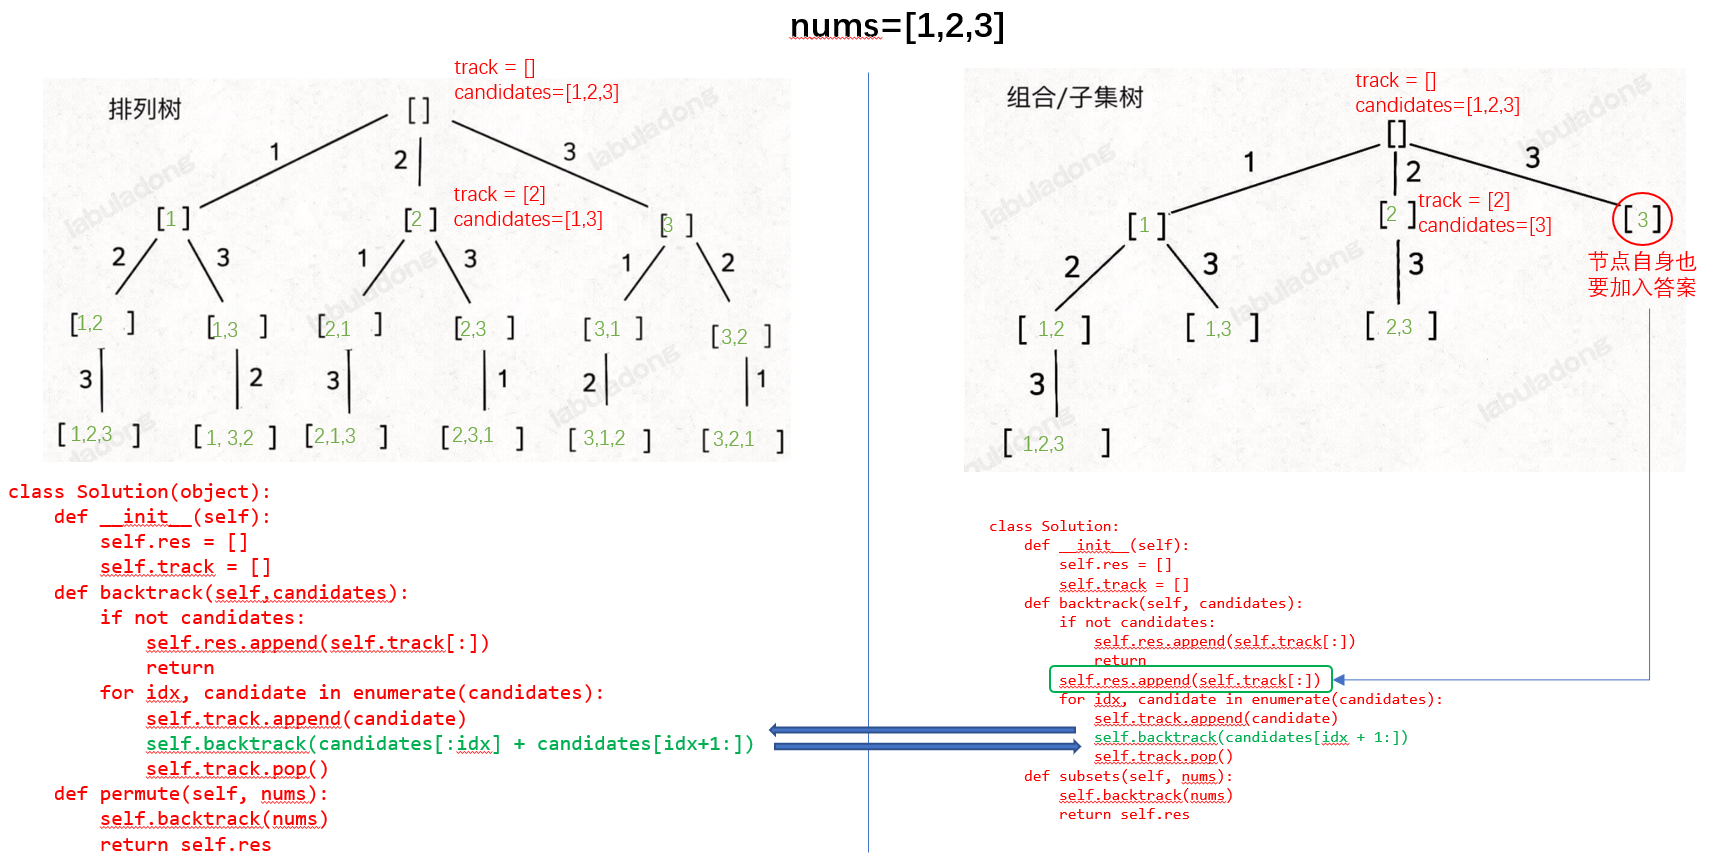 nums=[1,2,3]
排列树
track = []
candidates=[1,2,3]
[]
1
2
3
track = [2]
candidates=[1,3]
[1]
[2]
[3]
2
3
1
3
1
2
[1,2]
[1,3]
[2,1]
[2,3]
[3,1]
[3,2]
3
2
3
1
2
1
[1,2,3]
[1, 3,2]
[2,1,3]
[2,3,1]
[3,1,2]
[3,2,1]
labuladong
labuladong
labuladong
labuladong
labuladong
class Solution(object):
    def __init__(self):
        self.res = []
        self.track = []
    def backtrack(self,candidates):
        if not candidates:
            self.res.append(self.track[:])
            return
        for idx, candidate in enumerate(candidates):
            self.track.append(candidate)
            self.backtrack(candidates[:idx] + candidates[idx+1:])
            self.track.pop()
    def permute(self, nums):
        self.backtrack(nums)
        return self.res
组合/子集树
track = []
candidates=[1,2,3]
[]
1
2
3
track = [2]
candidates=[3]
[1]
[2]
[3]
节点自身也
要加入答案
2
3
3
[1,2]
[1,3]
[2,3]
3
[1,2,3]
labuladong
labuladong
labuladong
labuladong
labuladong
class Solution:
    def __init__(self):
        self.res = []
        self.track = []
    def backtrack(self, candidates):
        if not candidates:
            self.res.append(self.track[:])
            return
        self.res.append(self.track[:])
        for idx, candidate in enumerate(candidates):
            self.track.append(candidate)
            self.backtrack(candidates[idx + 1:])
            self.track.pop()
    def subsets(self, nums):
        self.backtrack(nums)
        return self.res